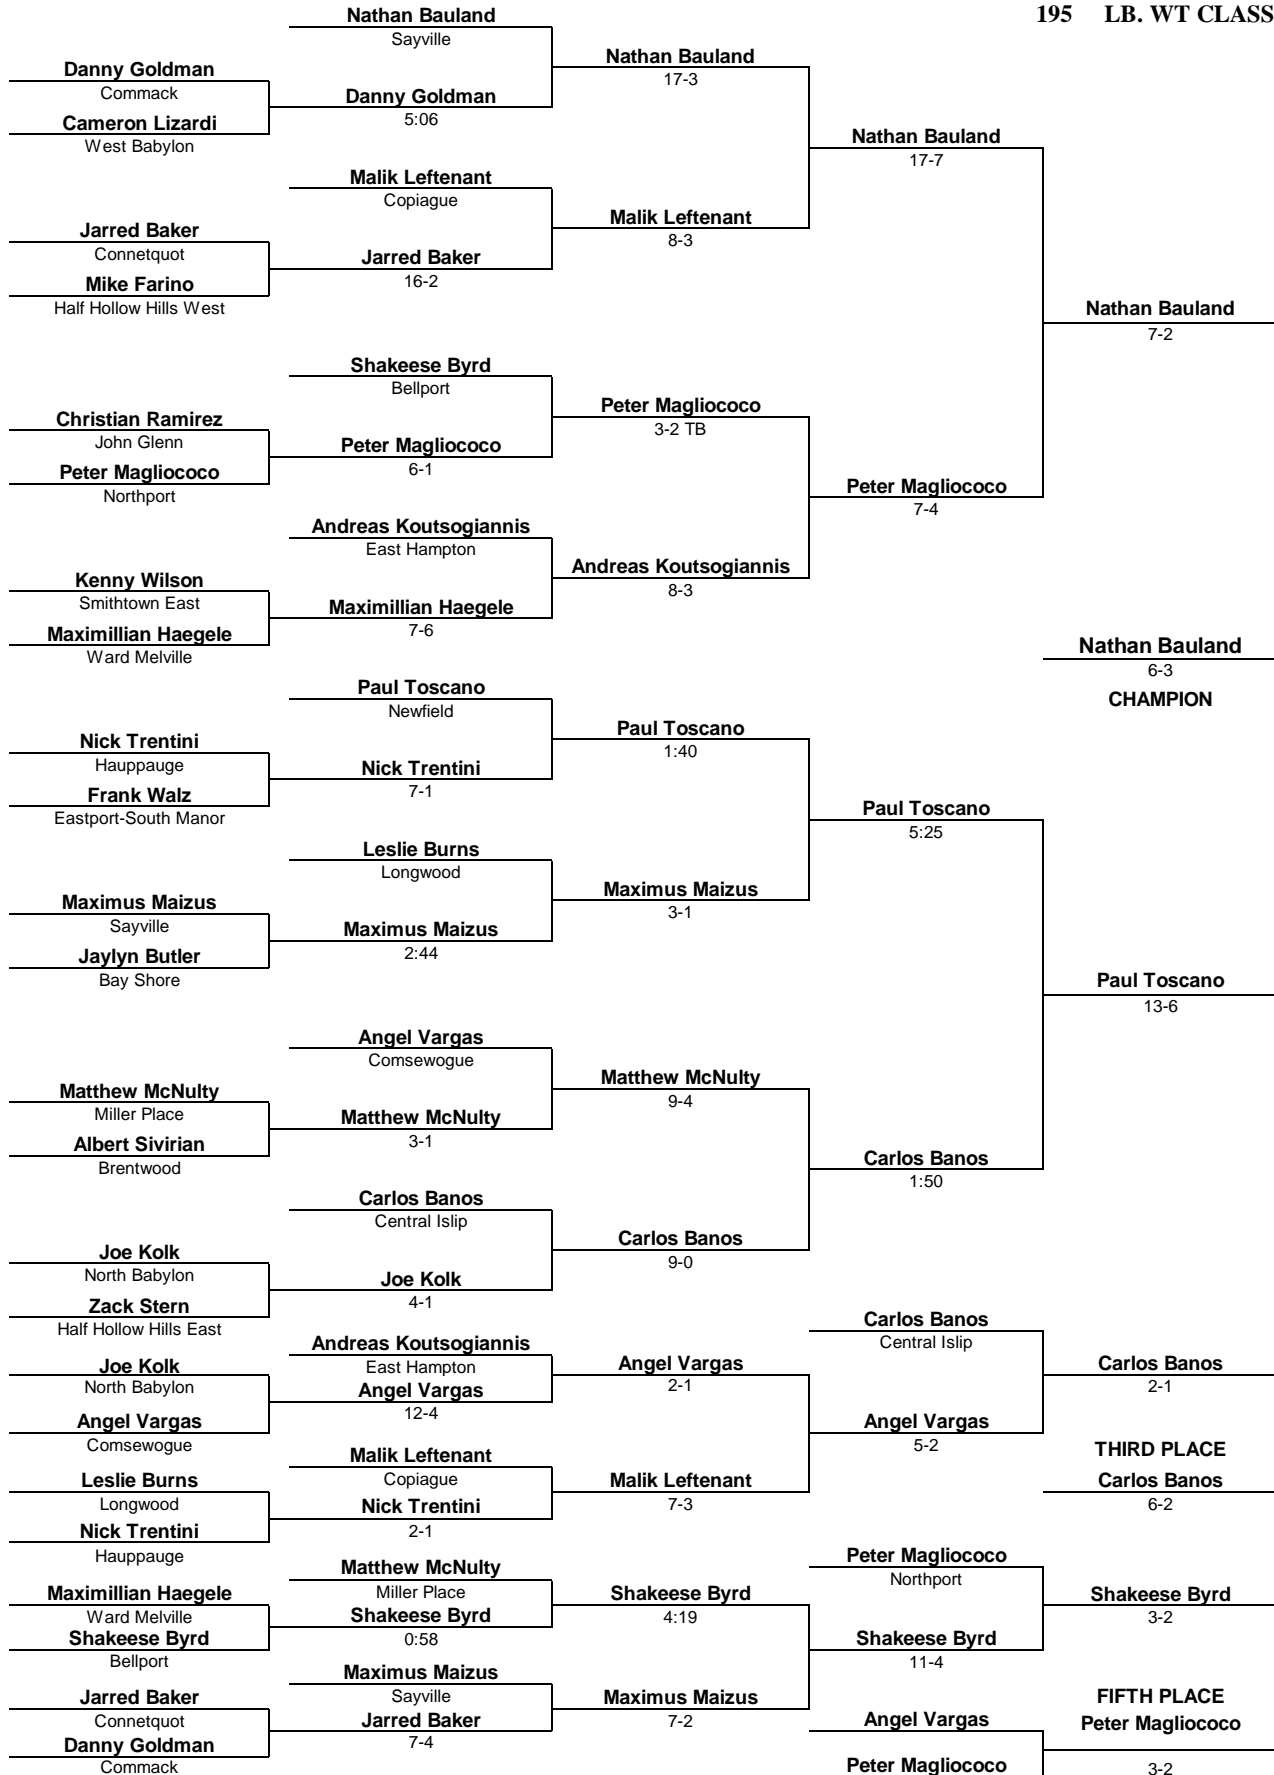 195 LB. WT CLASS
Nathan Bauland
Sayville
Danny Goldman
Commack
Cameron Lizardi
West Babylon
Danny Goldman
5:06
Nathan Bauland
17-3
Malik Leftenant
Copiague
Jarred Baker
Connetquot
Mike Farino
Half Hollow Hills West
Jarred Baker
16-2
Malik Leftenant
8-3
Nathan Bauland
17-7
Shakeese Byrd
Bellport
Christian Ramirez
John Glenn
Peter Magliococo
Northport
Peter Magliococo
6-1
Peter Magliococo
3-2 TB
Andreas Koutsogiannis
East Hampton
Kenny Wilson
Smithtown East
Maximillian Haegele
Ward Melville
Maximillian Haegele
7-6
Andreas Koutsogiannis
8-3
Peter Magliococo
7-4
Nathan Bauland
7-2
Nathan Bauland
6-3
CHAMPION
Paul Toscano
Newfield
Nick Trentini
Hauppauge
Frank Walz
Eastport-South Manor
Nick Trentini
7-1
Paul Toscano
1:40
Leslie Burns
Longwood
Maximus Maizus
Sayville
Jaylyn Butler
Bay Shore
Maximus Maizus
2:44
Maximus Maizus
3-1
Paul Toscano
5:25
Angel Vargas
Comsewogue
Matthew McNulty
Miller Place
Albert Sivirian
Brentwood
Matthew McNulty
3-1
Matthew McNulty
9-4
Carlos Banos
Central Islip
Joe Kolk
North Babylon
Zack Stern
Half Hollow Hills East
Joe Kolk
4-1
Carlos Banos
9-0
Carlos Banos
1:50
Paul Toscano
13-6
Andreas Koutsogiannis
East Hampton
Joe Kolk
North Babylon
Angel Vargas
Comsewogue
Angel Vargas
12-4
Angel Vargas
2-1
Malik Leftenant
Copiague
Leslie Burns
Longwood
Nick Trentini
Hauppauge
Nick Trentini
2-1
Malik Leftenant
7-3
Carlos Banos
Central Islip
Angel Vargas
5-2
Carlos Banos
2-1
THIRD PLACE
Carlos Banos
6-2
Matthew McNulty
Miller Place
Maximillian Haegele
Ward Melville
Shakeese Byrd
Bellport
Shakeese Byrd
0:58
Shakeese Byrd
4:19
Maximus Maizus
Sayville
Jarred Baker
Connetquot
Danny Goldman
Commack
Jarred Baker
7-4
Maximus Maizus
7-2
Peter Magliococo
Northport
Shakeese Byrd
11-4
Shakeese Byrd
3-2
FIFTH PLACE
Angel Vargas
Peter Magliococo
Peter Magliococo
3-2